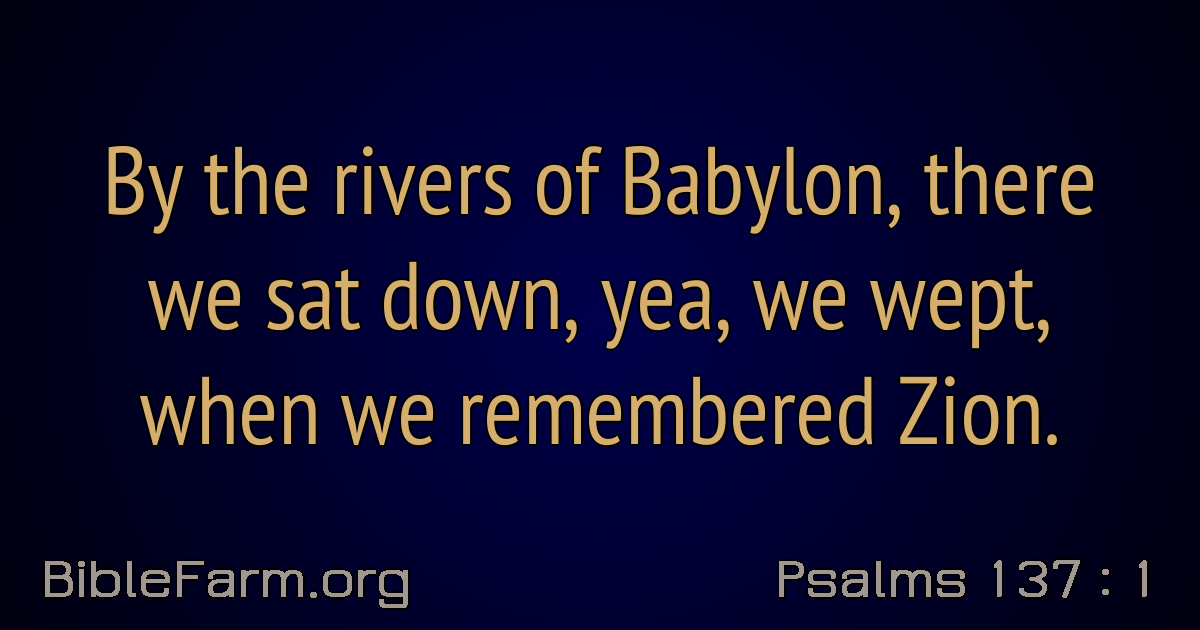 By the rivers of Babylon, there
we sat down, yea, we wept,
when we remembered Zion.
BibleFarm.org
Psalms 137 : 1